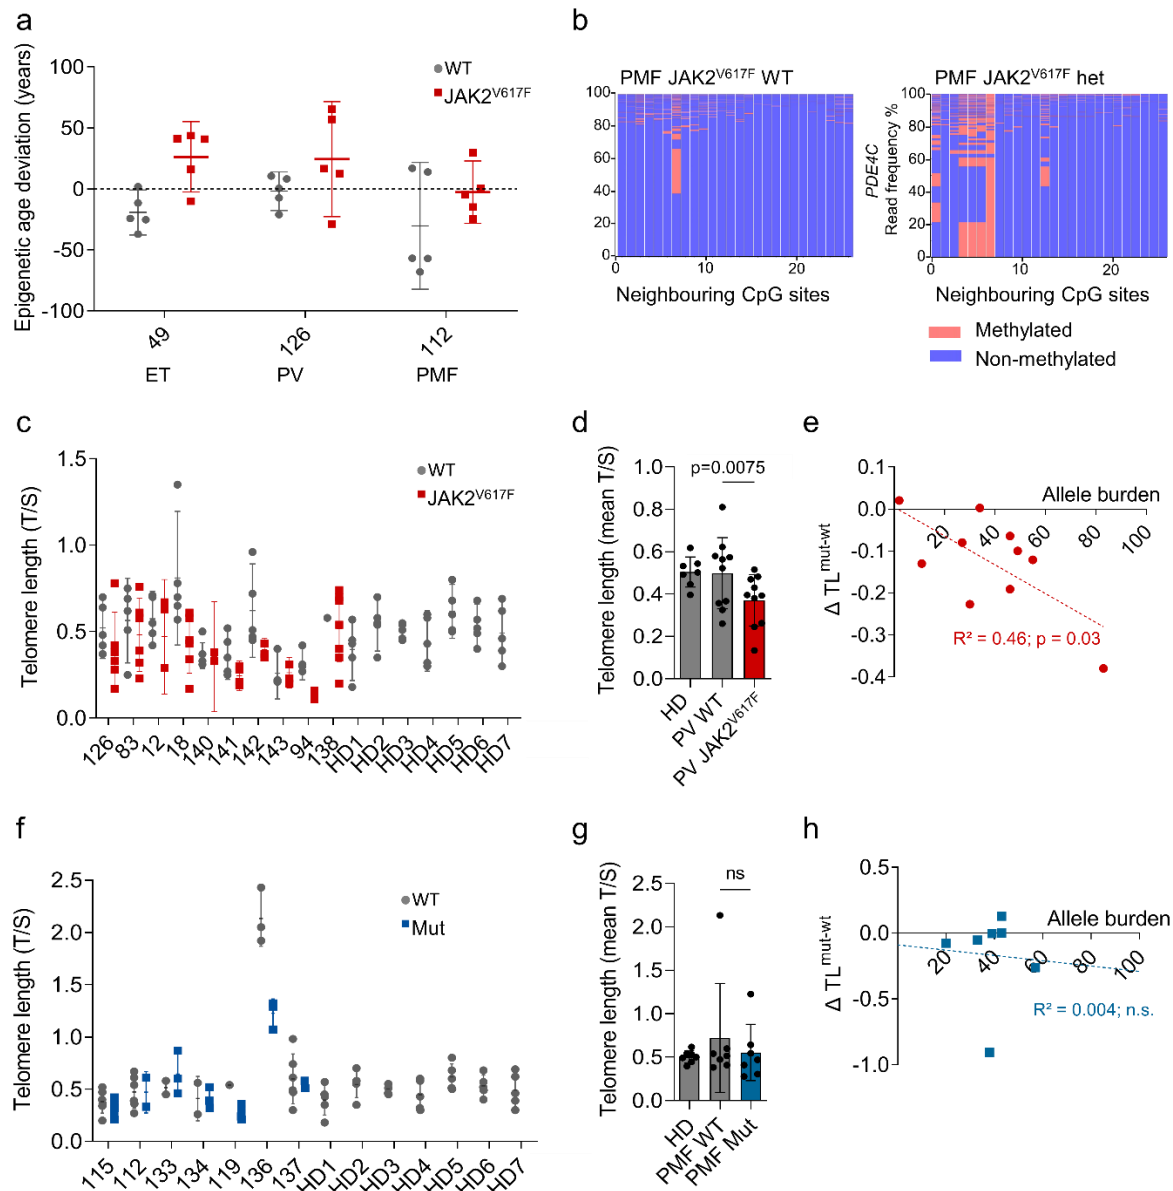 a
Epigenetic age deviation (years)
100
50
0
-50
-100
WT
JAK2V617F
49
126
112
ET
PV
PMF
b
PMF JAK2V617F WT
PMF JAK2V617F het
PDE4C
Read frequency %
100
80
60
40
20
0
0
10
20
Neighbouring CpG sites
100
80
60
40
20
0
0
10
20
Neighbouring CpG sites
Methylated
Non-methylated
c
Telomere length (T/S)
1.5
1.0
0.5
0.0
WT
JAK2V617F
126
83
12
18
140
141
142
143
94
138
HD1
HD2
HD3
HD4
HD5
HD6
HD7
d
Telomere length (mean T/S)
1.0
0.8
0.6
0.4
0.2
0.0
p=0.0075
HD
PV WT
PV JAK2V617F
e
Δ TLmut-wt
0.1
0.0
-0.1
-0.2
-0.3
-0.4
Allele burden
20
40
60
80
100
R² = 0.46; p = 0.03
f
Telomere length (T/S)
2.5
2.0
1.5
1.0
0.5
0.0
WT
Mut
115
112
133
134
119
136
137
HD1
HD2
HD3
HD4
HD5
HD6
HD7
g
Telomere length (mean T/S)
2.5
2.0
1.5
1.0
0.5
0.0
ns
HD
PMF WT
PMF Mut
h
Δ TLmut-wt
0.5
0.0
-0.5
-1.0
Allele burden
20
40
60
80
100
R² = 0.004; n.s.